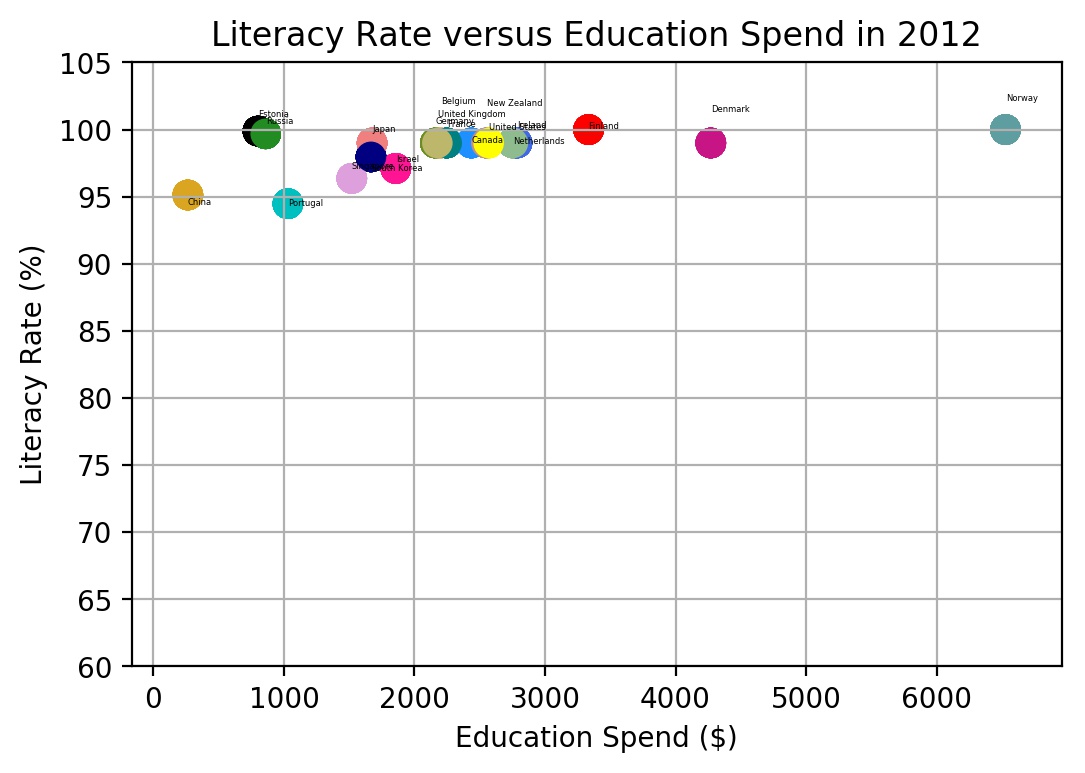 Literacy Rate versus Education Spend in 2012
Literacy Rate (%)
105
100
95
90
85
80
75
70
65
60
Norway
Belgium
New Zealand
Denmark
Estonia
United Kingdom
Russia
Germany
France
Ireland
United States
Finland
Japan
Canada
Netherlands
Israel
South Korea
China
Portugal
0 1000 2000 3000 4000 5000 6000
Education Spend ($)